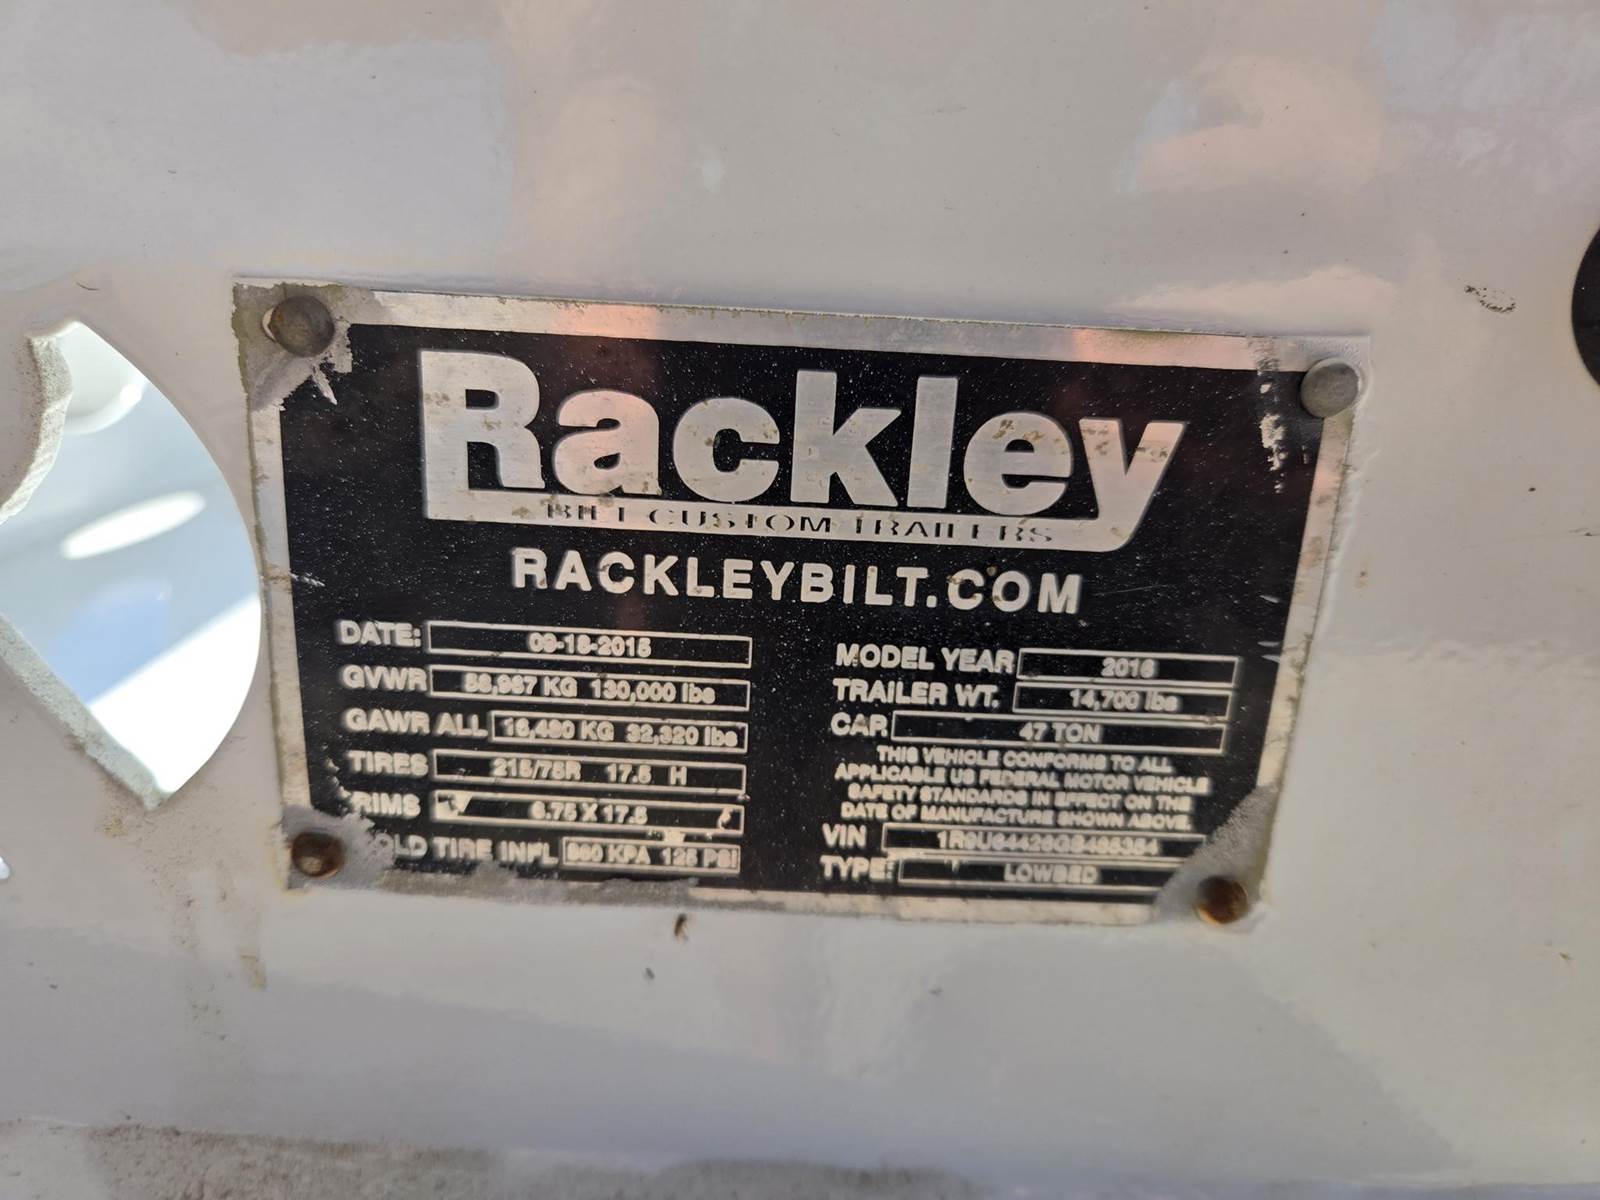 Rackley
BILT CUSTOM TRAILERS
RACKLEYBILT.COM
DATE: 09-18-2015
GVWR 58,967 KG 130,000 lbs
GAWR ALL 32,320 lbs
TIRES 215/75R 17.5 H
RIMS 6.75 X 17.5
COLD TIRE INFL 860 KPA 125 PSI
MODEL YEAR 2016
TRAILER WT. 14,700 lbs
CAP. 47 TON
THIS VEHICLE CONFORMS TO ALL
APPLICABLE US FEDERAL MOTOR VEHICLE
SAFETY STANDARDS IN EFFECT ON THE
DATE OF MANUFACTURE SHOWN ABOVE.
VIN
TYPE: LOWBED